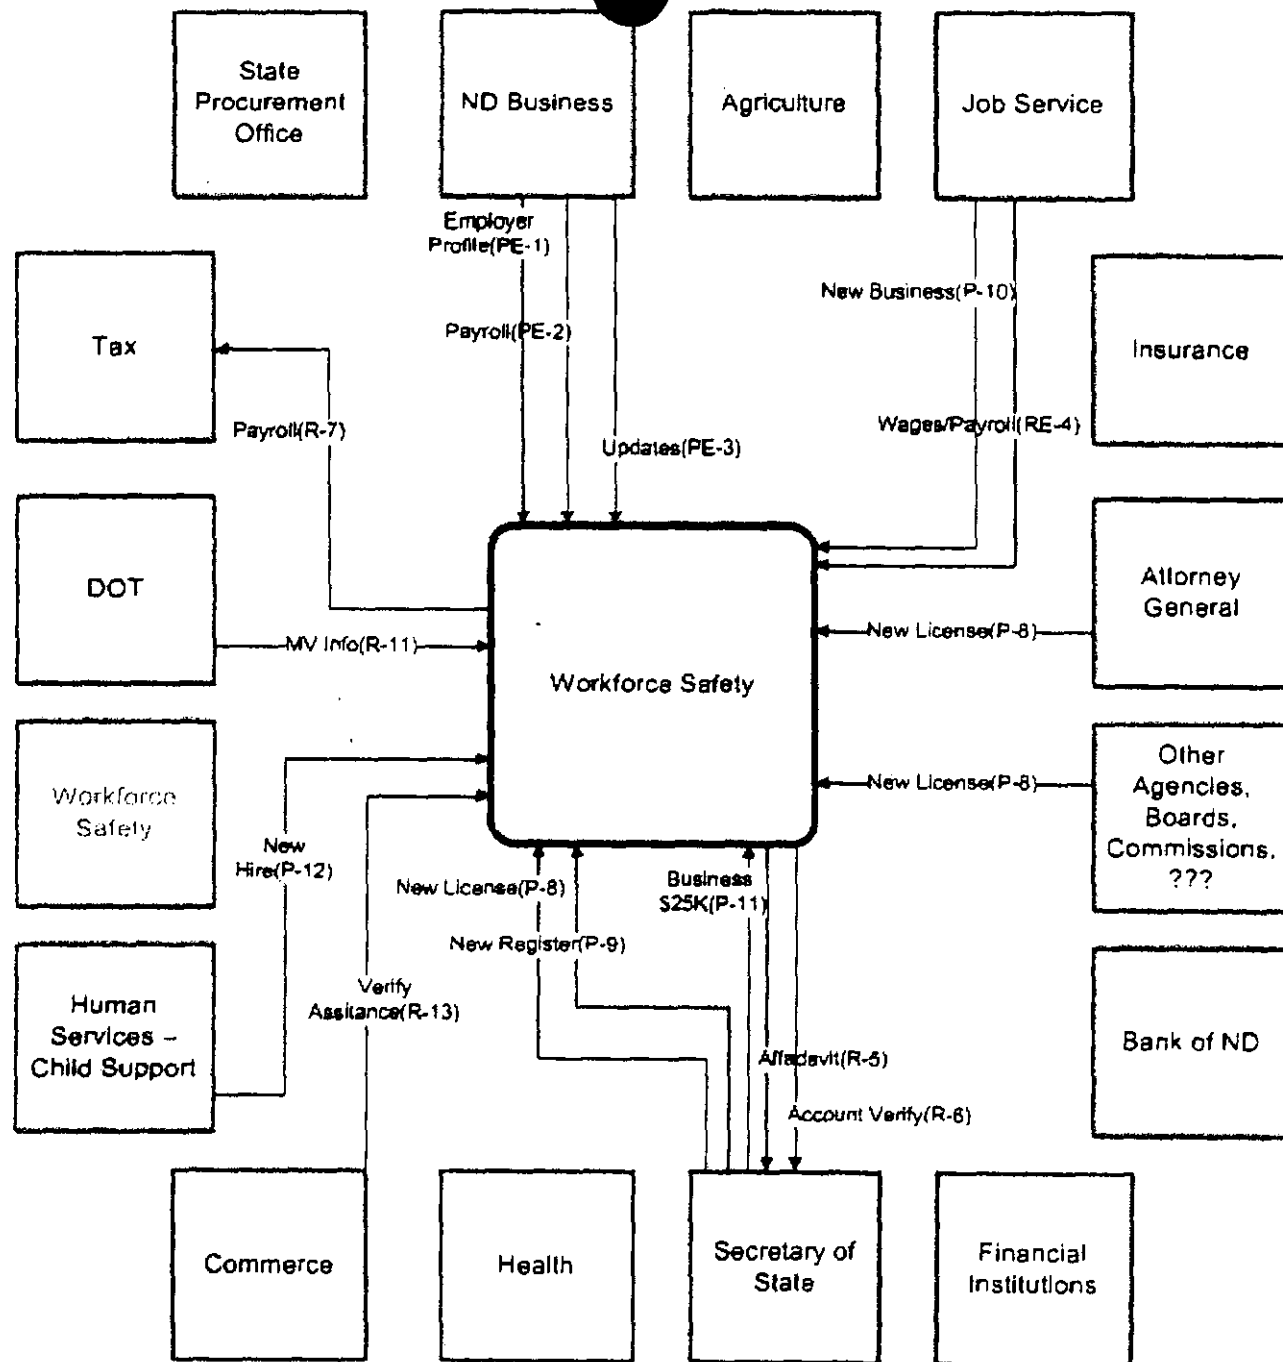 State
Procurement
Office
ND Business
Agriculture
Job Service
Employer
Profile(PE-1)
New Business(P-10)
Tax
Payroll(PE-2)
Insurance
Payroll(R-7)
Wages/Payroll(RE-4)
Updates(PE-3)
DOT
Attorney
General
New License(P-8)
MV Info(R-11)
Workforce Safety
Workforce
Safety
New License(P-8)
Other
Agencies,
Boards,
Commissions,
???
New
Hire(P-12)
New License(P-8)
Business
$25K(P-11)
New Register(P-9)
Human
Services –
Child Support
Verify
Assitance(R-13)
Bank of ND
Affadavit(R-5)
Account Verify(R-6)
Commerce
Health
Secretary of
State
Financial
Institutions